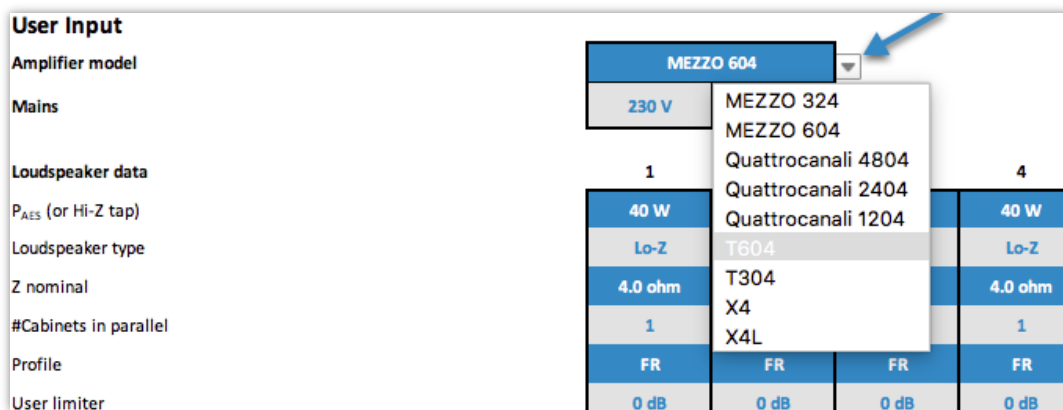 User Input
Amplifier model MEZZO 604
Mains 230 V
MEZZO 324
MEZZO 604
Quattrocanali 4804
Quattrocanali 2404
Quattrocanali 1204
T604
T304
X4
X4L
Loudspeaker data 1 4
PAES (or Hi-Z tap) 40 W 40 W
Loudspeaker type Lo-Z Lo-Z
Z nominal 4.0 ohm 4.0 ohm
#Cabinets in parallel 1 1
Profile FR FR FR FR
User limiter 0 dB 0 dB 0 dB 0 dB